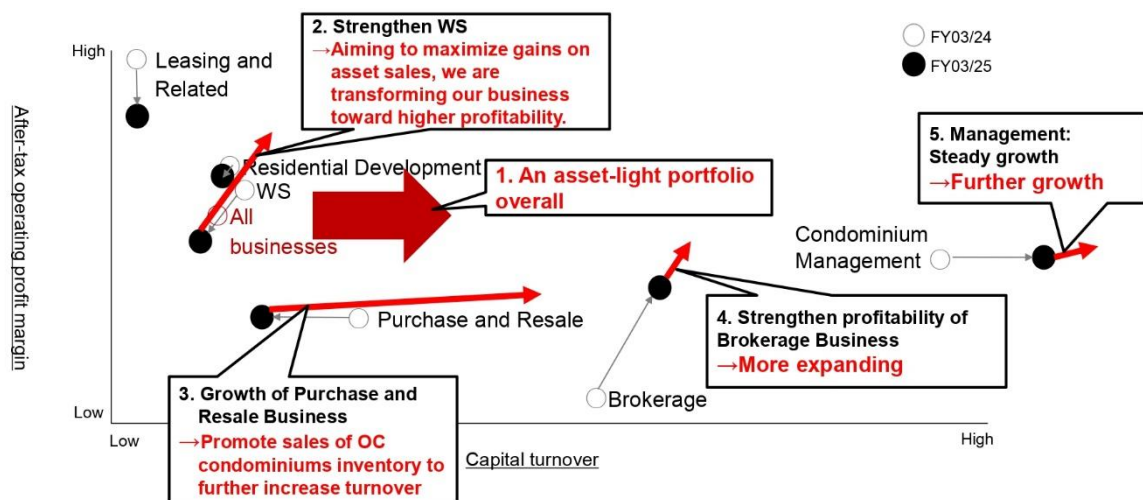 2. Strengthen WS
→Aiming to maximize gains on
asset sales, we are
transforming our business
toward higher profitability.
FY03/24
FY03/25
High
Leasing and
Related
After-tax operating profit margin
5. Management:
Steady growth
→Further growth
Residential Development
WS
1. An asset-light portfolio
overall
All
businesses
Condominium
Management
Purchase and Resale
4. Strengthen profitability of
Brokerage Business
→More expanding
3. Growth of Purchase and
Resale Business
→Promote sales of OC
condominiums inventory to
further increase turnover
Brokerage
Low
Low
High
Capital turnover